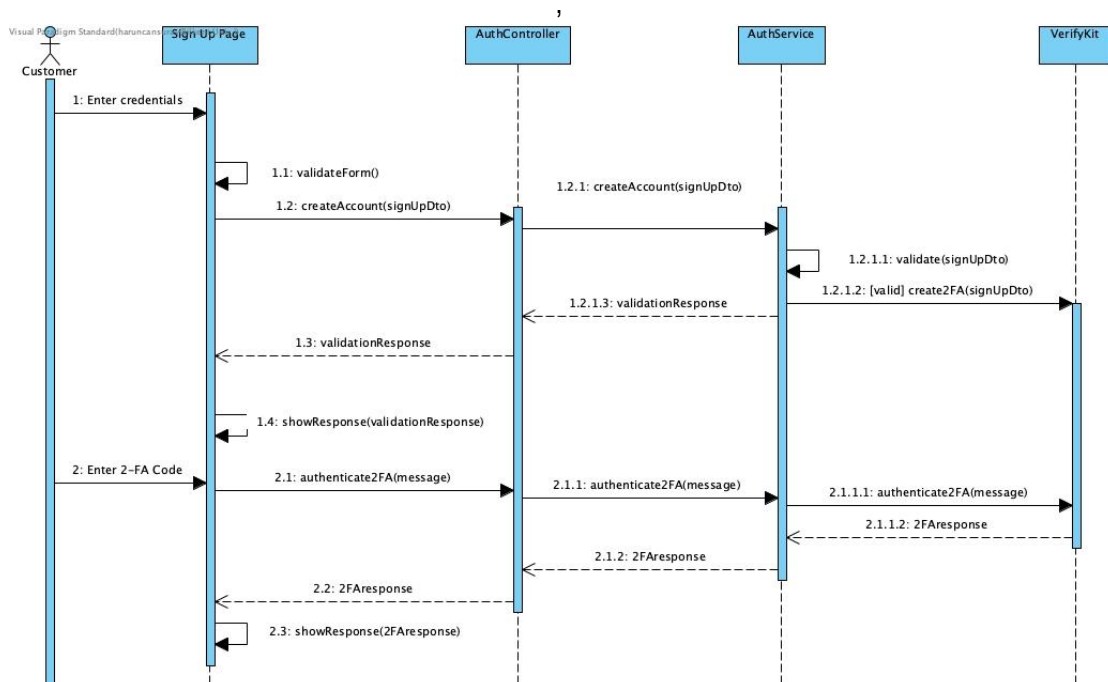 ,
Visual Paradigm Standard
Sign Up Page
AuthController
AuthService
VerifyKit
Customer
1: Enter credentials
1.1: validateForm()
1.2: createAccount(signUpDto)
1.2.1: createAccount(signUpDto)
1.2.1.1: validate(signUpDto)
1.2.1.2: [valid] create2FA(signUpDto)
1.2.1.3: validationResponse
1.3: validationResponse
1.4: showResponse(validationResponse)
2: Enter 2-FA Code
2.1: authenticate2FA(message)
2.1.1: authenticate2FA(message)
2.1.1.1: authenticate2FA(message)
2.1.1.2: 2FAresponse
2.1.2: 2FAresponse
2.2: 2FAresponse
2.3: showResponse(2FAresponse)